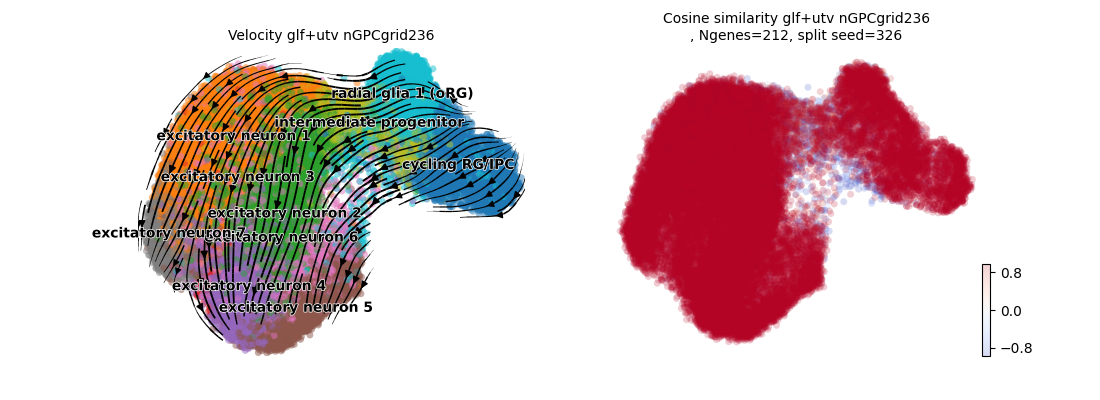 Velocity glf+utv nGPCgrid236
radial glia 1 (oRG)
intermediate progenitor
excitatory neuron 1
cycling RG/IPC
excitatory neuron 3
excitatory neuron 2
excitatory neuron 7
excitatory neuron 6
excitatory neuron 4
excitatory neuron 5
Cosine similarity glf+utv nGPCgrid236
, Ngenes=212, split seed=326
0.8
0.0
−0.8